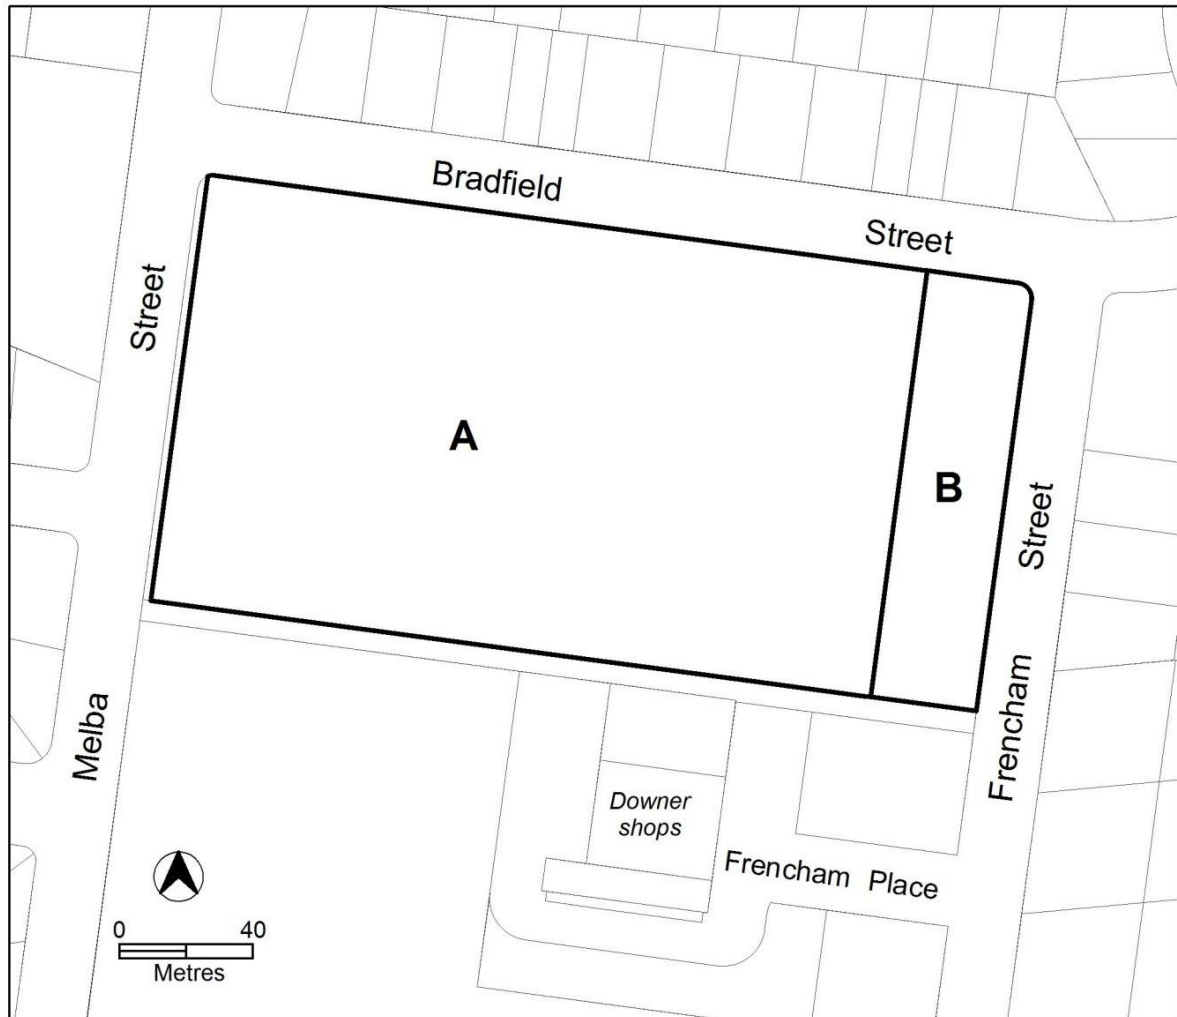 Bradfield
Street
Street
A
B
Street
Melba
Frencham
Downer
shops
Frencham Place
0 40
Metres